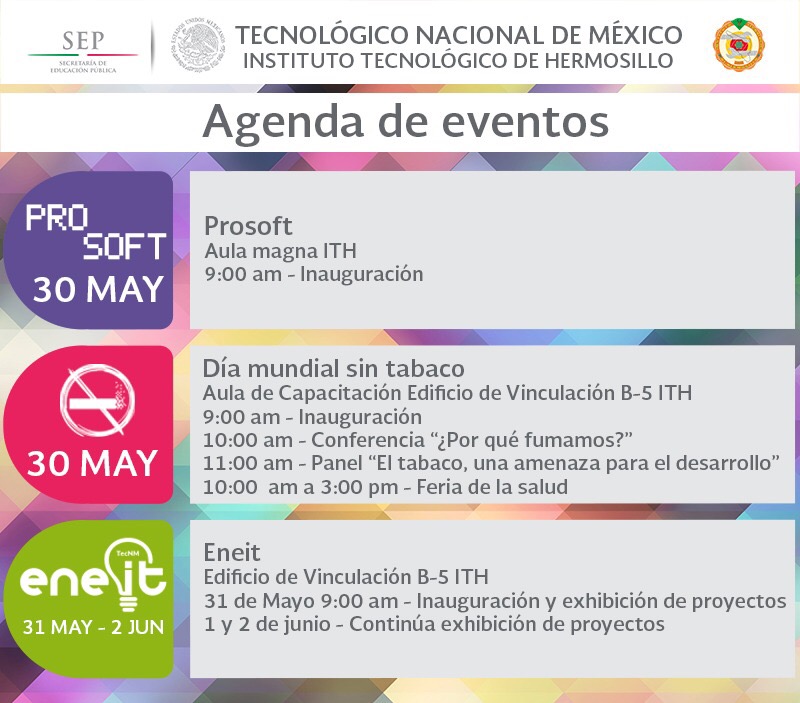 SEP
SECRETARÍA DE
EDUCACIÓN PÚBLICA
TECNOLÓGICO NACIONAL DE MÉXICO
INSTITUTO TECNOLÓGICO DE HERMOSILLO
Agenda de eventos
PRO
SOFT
30 MAY
Prosoft
Aula magna ITH
9:00 am - Inauguración
30 MAY
Día mundial sin tabaco
Aula de Capacitación Edificio de Vinculación B-5 ITH
9:00 am - Inauguración
10:00 am - Conferencia “¿Por qué fumamos?”
11:00 am - Panel “El tabaco, una amenaza para el desarrollo”
10:00 am a 3:00 pm - Feria de la salud
TecNM
eneit
31 MAY - 2 JUN
Eneit
Edificio de Vinculación B-5 ITH
31 de Mayo 9:00 am - Inauguración y exhibición de proyectos
1 y 2 de junio - Continúa exhibición de proyectos